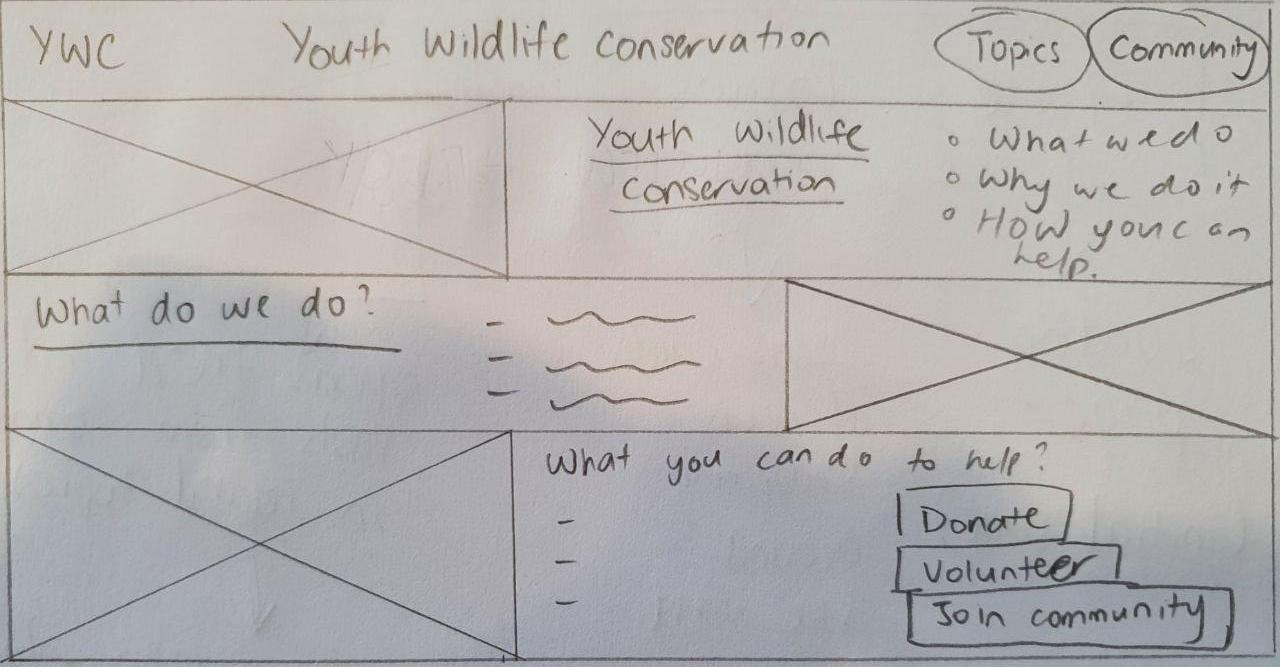 YWC
Youth Wildlife Conservation
Topics
Community
Youth Wildlife
Conservation
What we do
Why we do it
How you can
help.
What do we do?
What you can do to help?
Donate
Volunteer
Join community